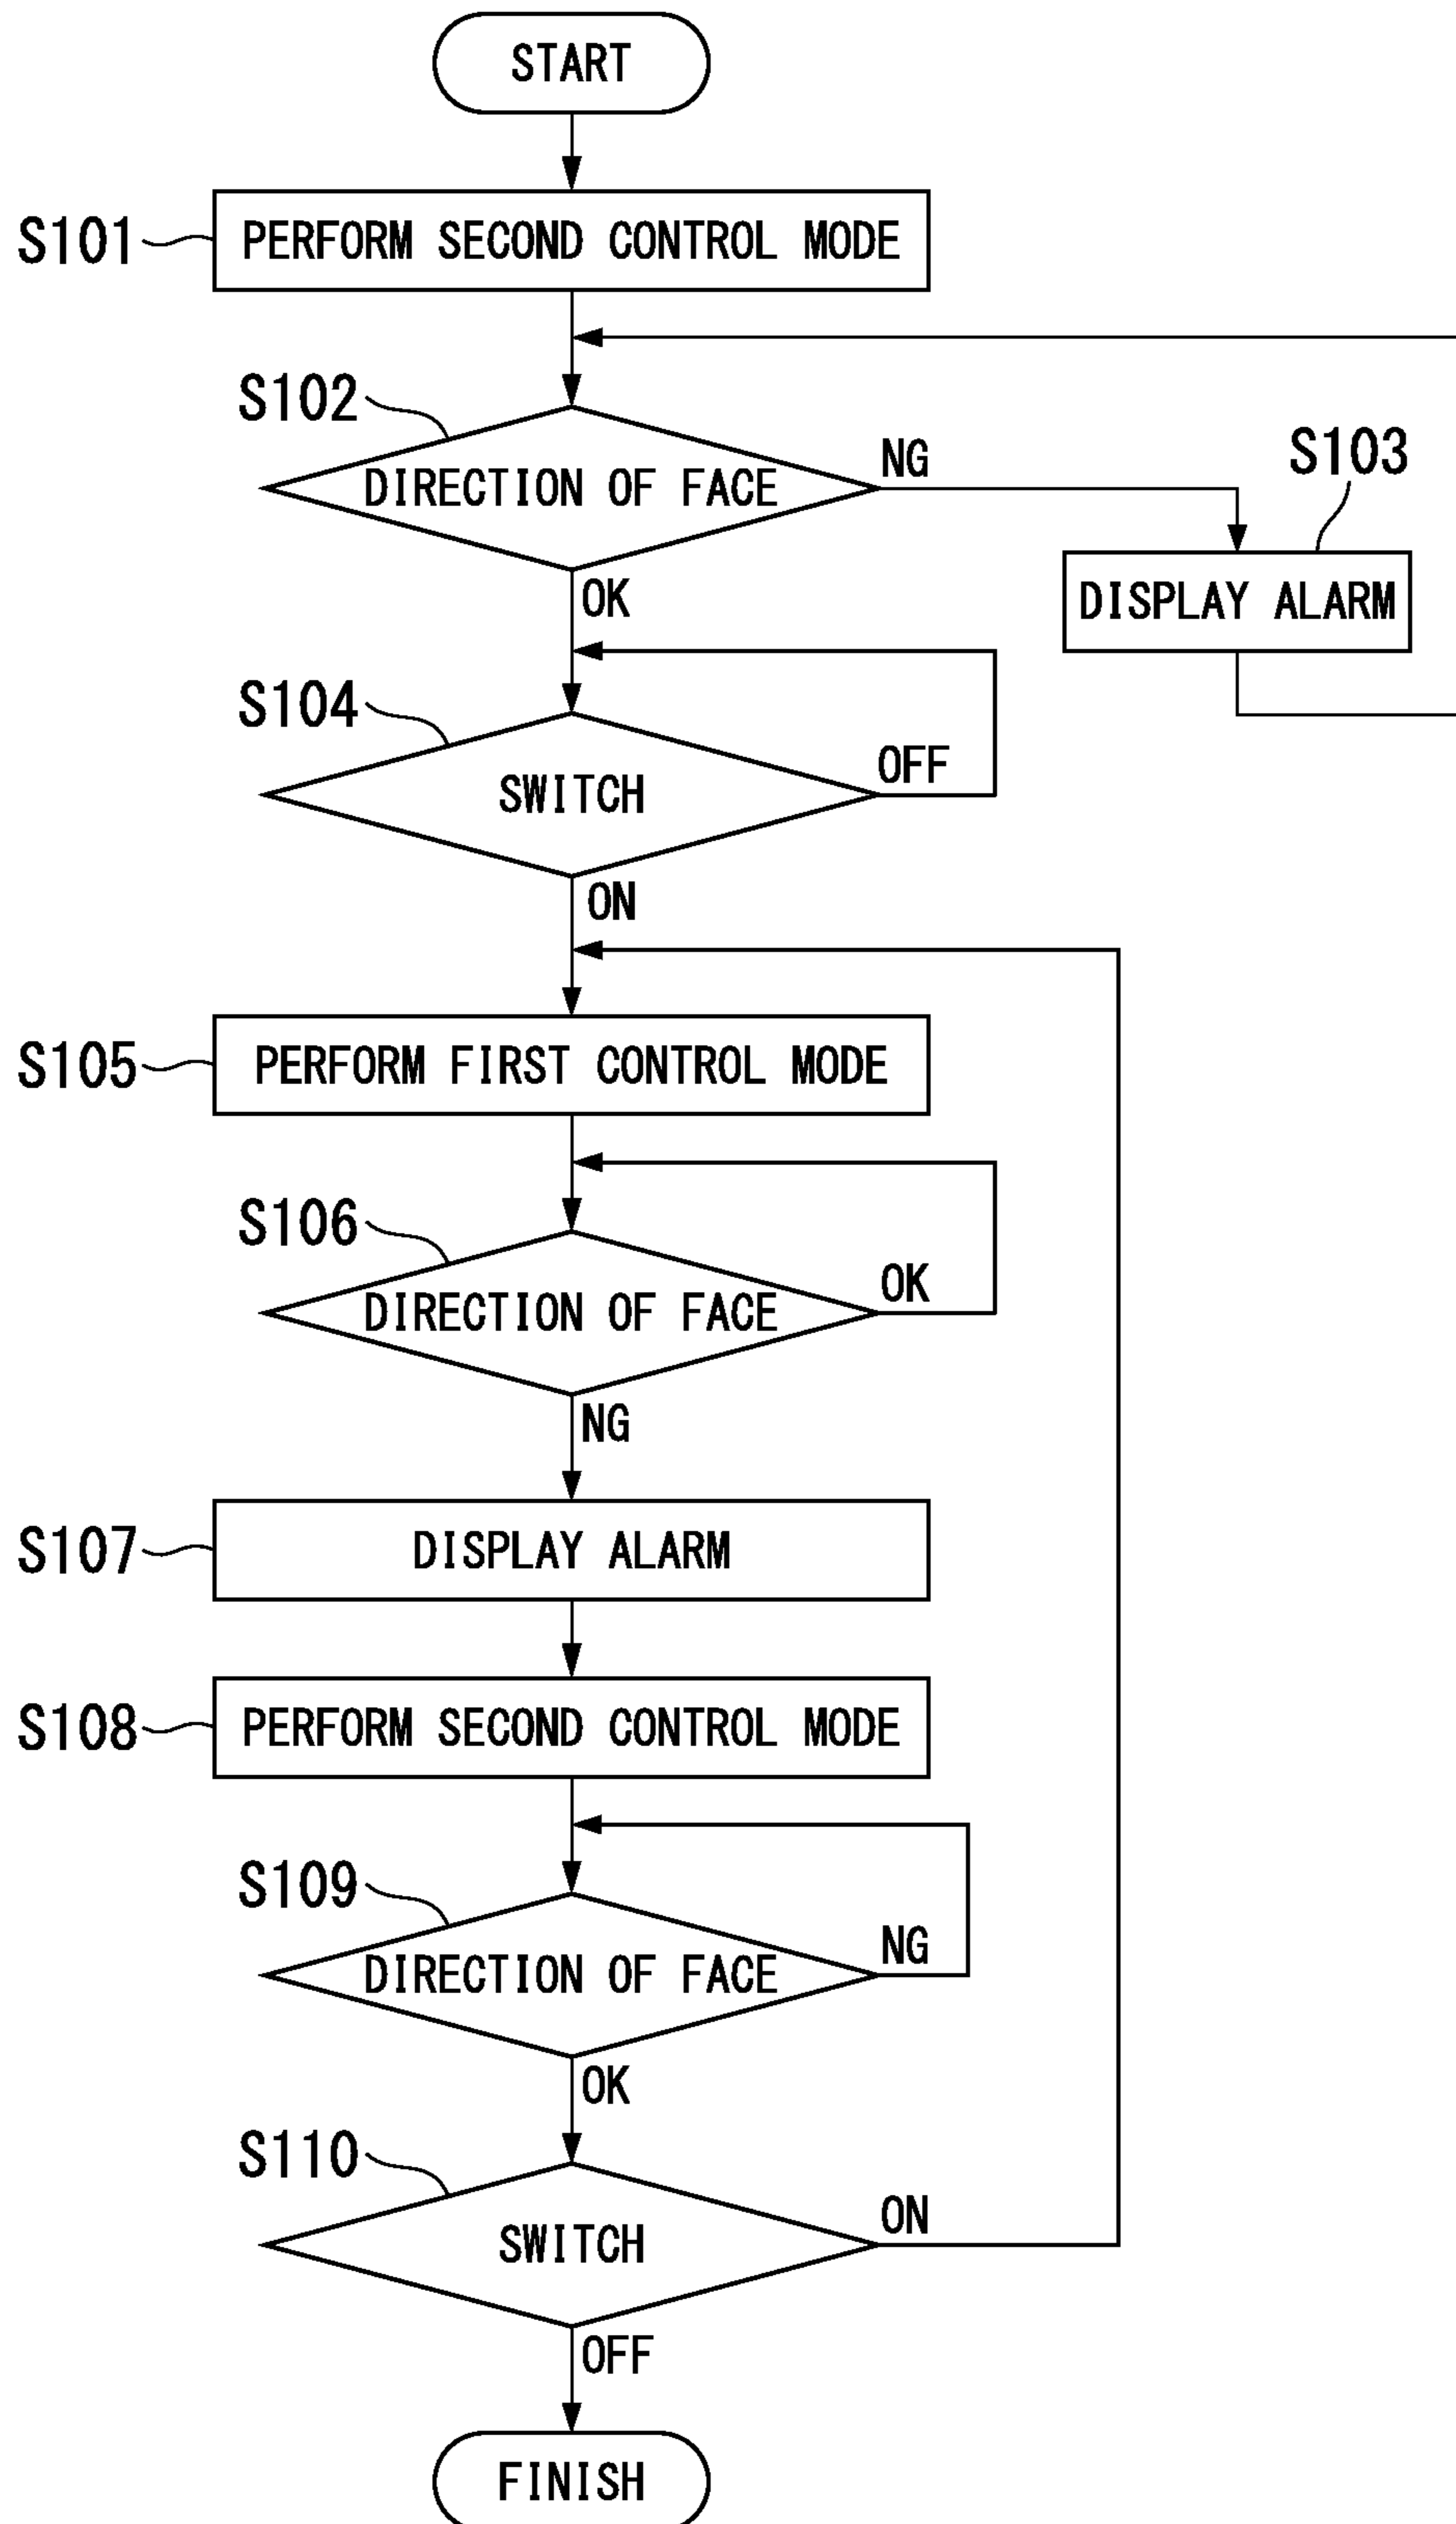 START
S101
PERFORM SECOND CONTROL MODE
S102
DIRECTION OF FACE
NG
S103
DISPLAY ALARM
OK
S104
SWITCH
OFF
ON
S105
PERFORM FIRST CONTROL MODE
S106
DIRECTION OF FACE
OK
NG
S107
DISPLAY ALARM
S108
PERFORM SECOND CONTROL MODE
S109
DIRECTION OF FACE
NG
OK
S110
SWITCH
ON
OFF
FINISH